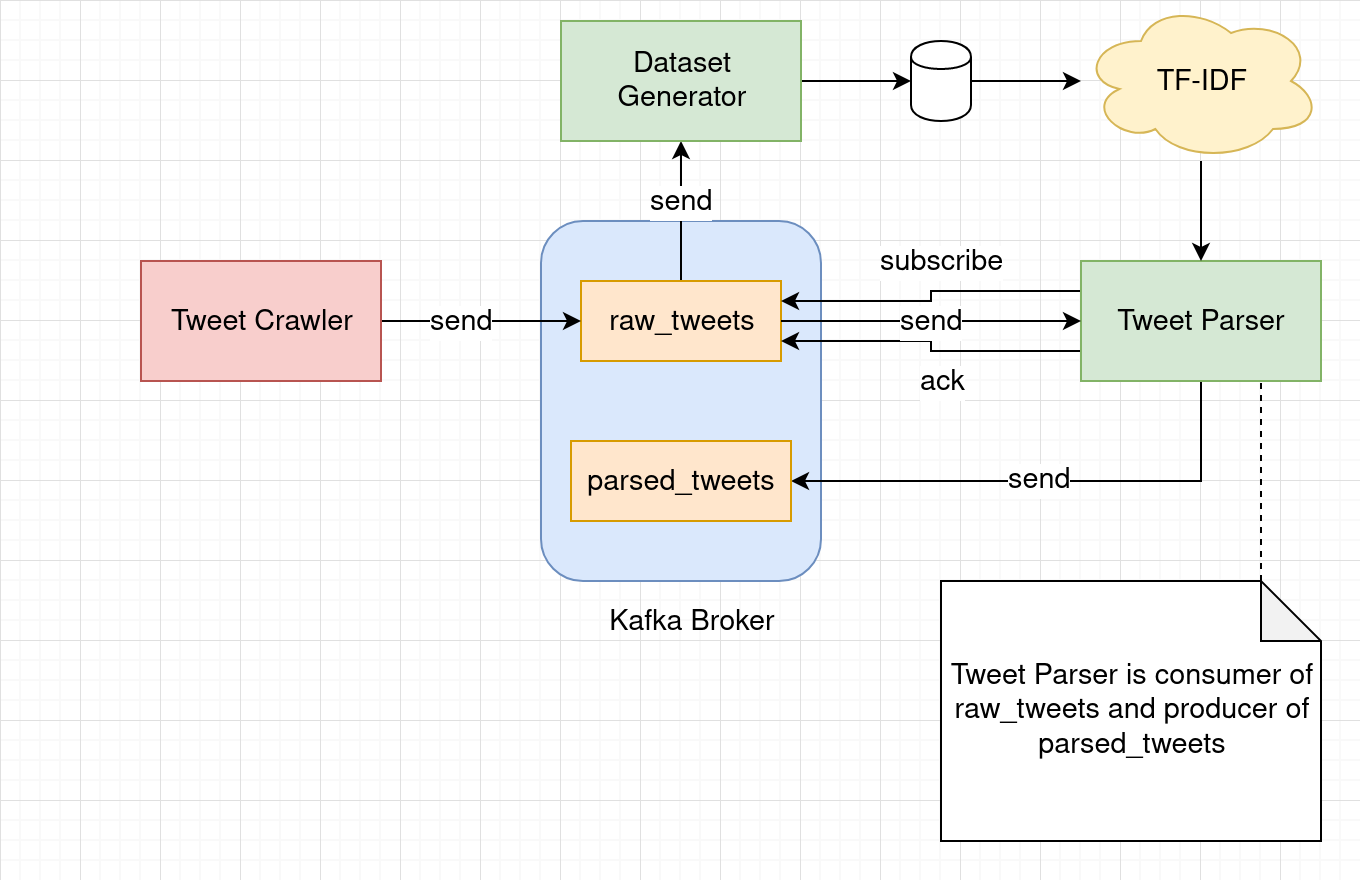 Dataset
Generator
TF-IDF
send
subscribe
Tweet Crawler
send
raw_tweets
send
Tweet Parser
ack
parsed_tweets
send
Kafka Broker
Tweet Parser is consumer of
raw_tweets and producer of
parsed_tweets